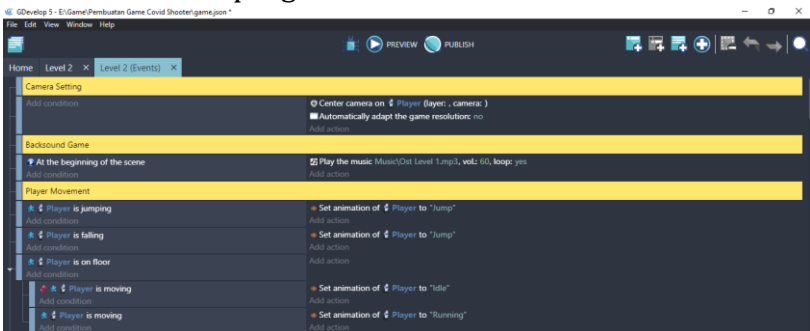 GDevelop 5 - E:\Game\Pembuatan Game Covid Shooter\game.json *
File Edit View Window Help
PREVIEW PUBLISH
Home Level 2 × Level 2 (Events) ×
Camera Setting
Add condition
Center camera on Player (layer: , camera: )
Automatically adapt the game resolution: no
Add action
Backsound Game
At the beginning of the scene
Add condition
Play the music Music\Ost Level 1.mp3, vol.: 60, loop: yes
Add action
Player Movement
Player is jumping
Add condition
Set animation of Player to "Jump"
Add action
Player is falling
Add condition
Set animation of Player to "Jump"
Add action
Player is on floor
Add condition
Add action
Player is moving
Add condition
Set animation of Player to "Idle"
Add action
Player is moving
Add condition
Set animation of Player to "Running"
Add action